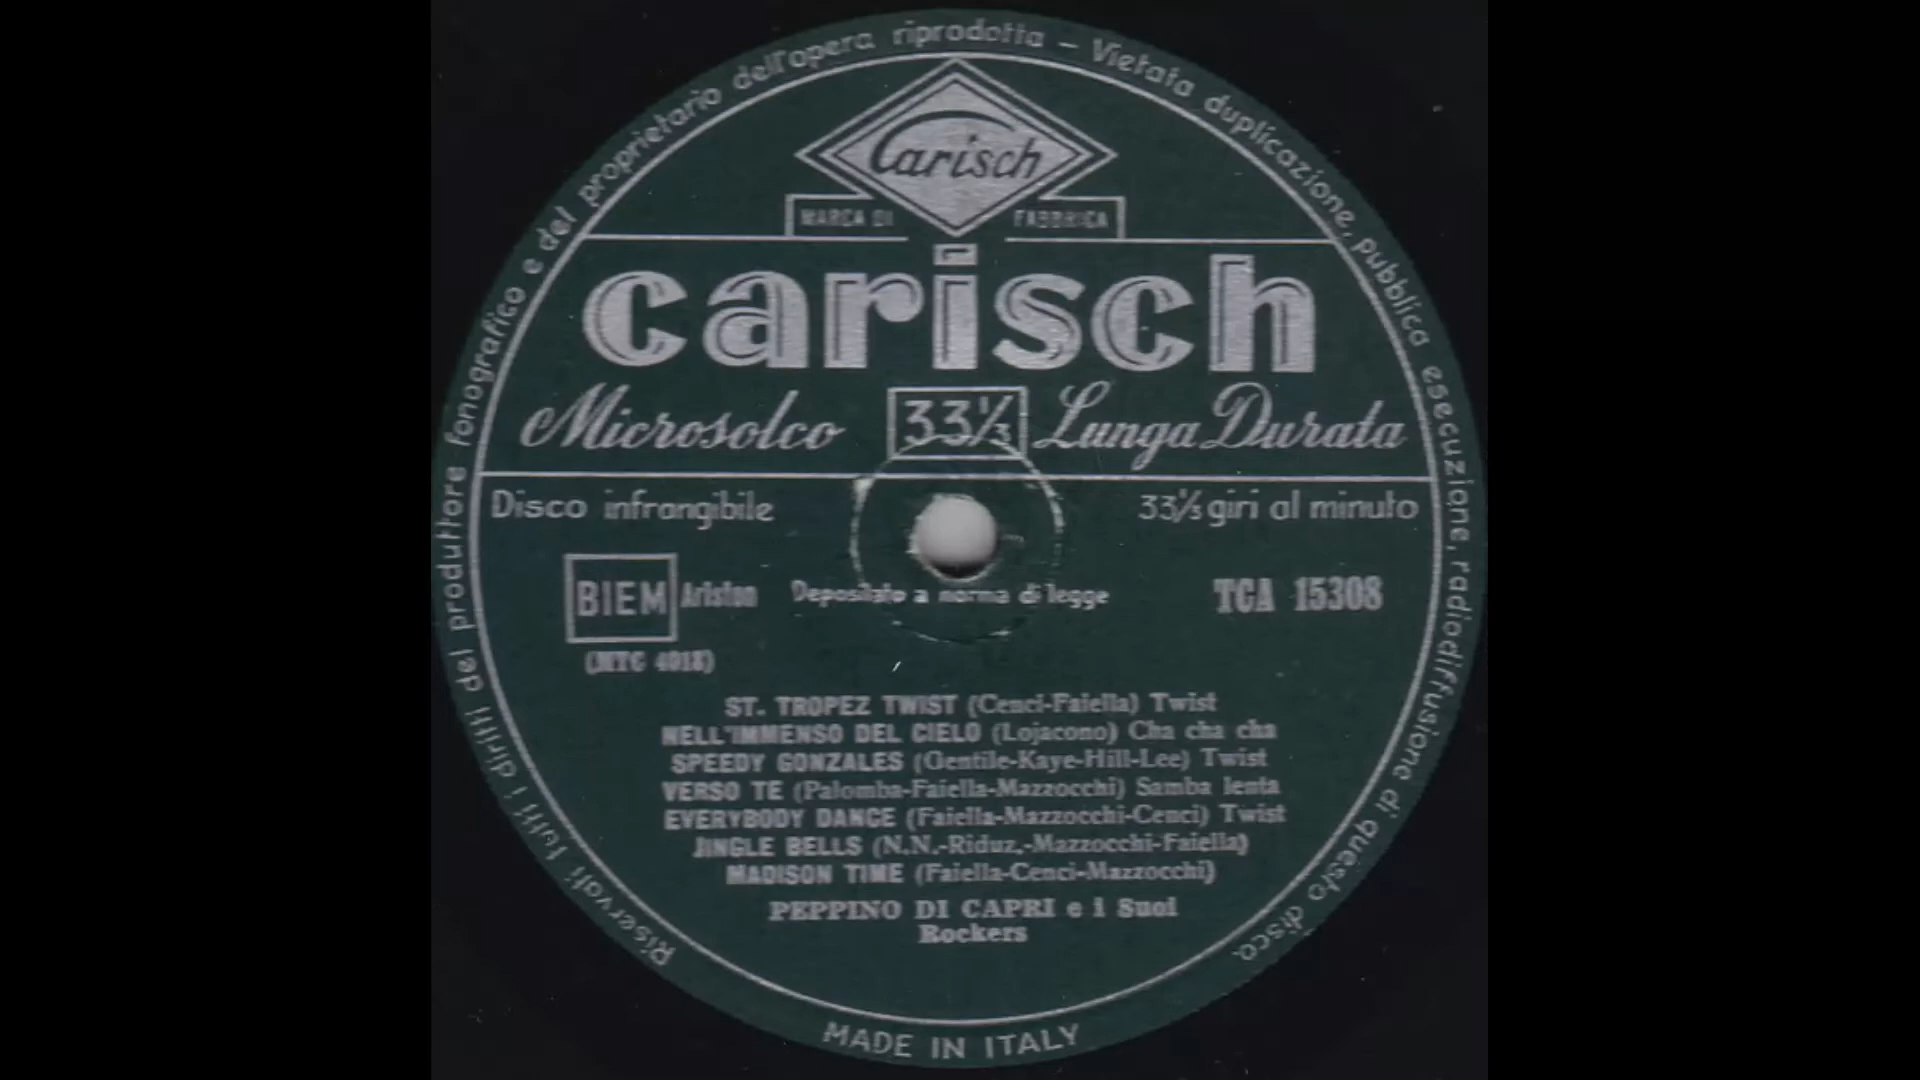 Riservati tutti i diritti del produttore fonografico e del proprietario dell'opera riprodotta – Vietata duplicazione, pubblica esecuzione, radiodiffusione di questo disco.
Carisch
MARCA DI FABBRICA
carisch
Microsolco 33⅓ Lunga Durata
Disco infrangibile 33⅓ giri al minuto
BIEM Ariston Depositato a norma di legge TCA 15308
(MTC 4018)
ST. TROPEZ TWIST (Cenci-Faiella) Twist
NELL'IMMENSO DEL CIELO (Lojacono) Cha cha cha
SPEEDY GONZALES (Gentile-Kaye-Hill-Lee) Twist
VERSO TE (Palomba-Faiella-Mazzocchi) Samba lenta
EVERYBODY DANCE (Faiella-Mazzocchi-Cenci) Twist
JINGLE BELLS (N.N.-Riduz.-Mazzocchi-Faiella)
MADISON TIME (Faiella-Cenci-Mazzocchi)
PEPPINO DI CAPRI e i Suoi
Rockers
MADE IN ITALY